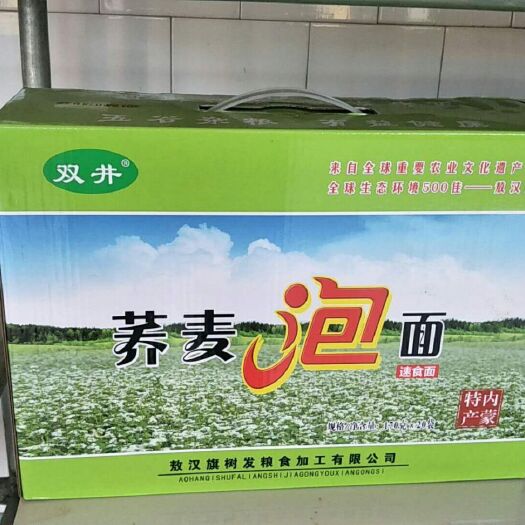 双井®
来自全球重要农业文化遗产
全球生态环境500佳——敖汉
荞麦泡面
速食面
内蒙
特产
敖汉旗树发粮食加工有限公司
AOHANQISHUFALIANGSHIJIAGONGYOUXIANGONGSI